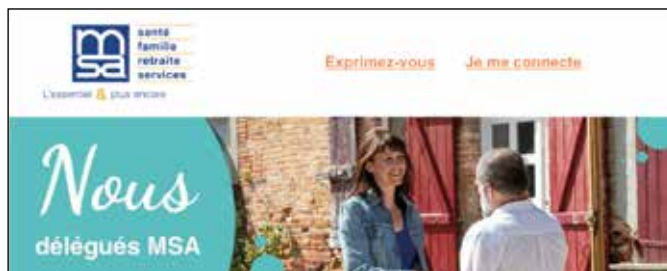 msa
santé
famille
retraite
services
L'essentiel & plus encore
Exprimez-vous Je me connecte
Nous
délégués MSA